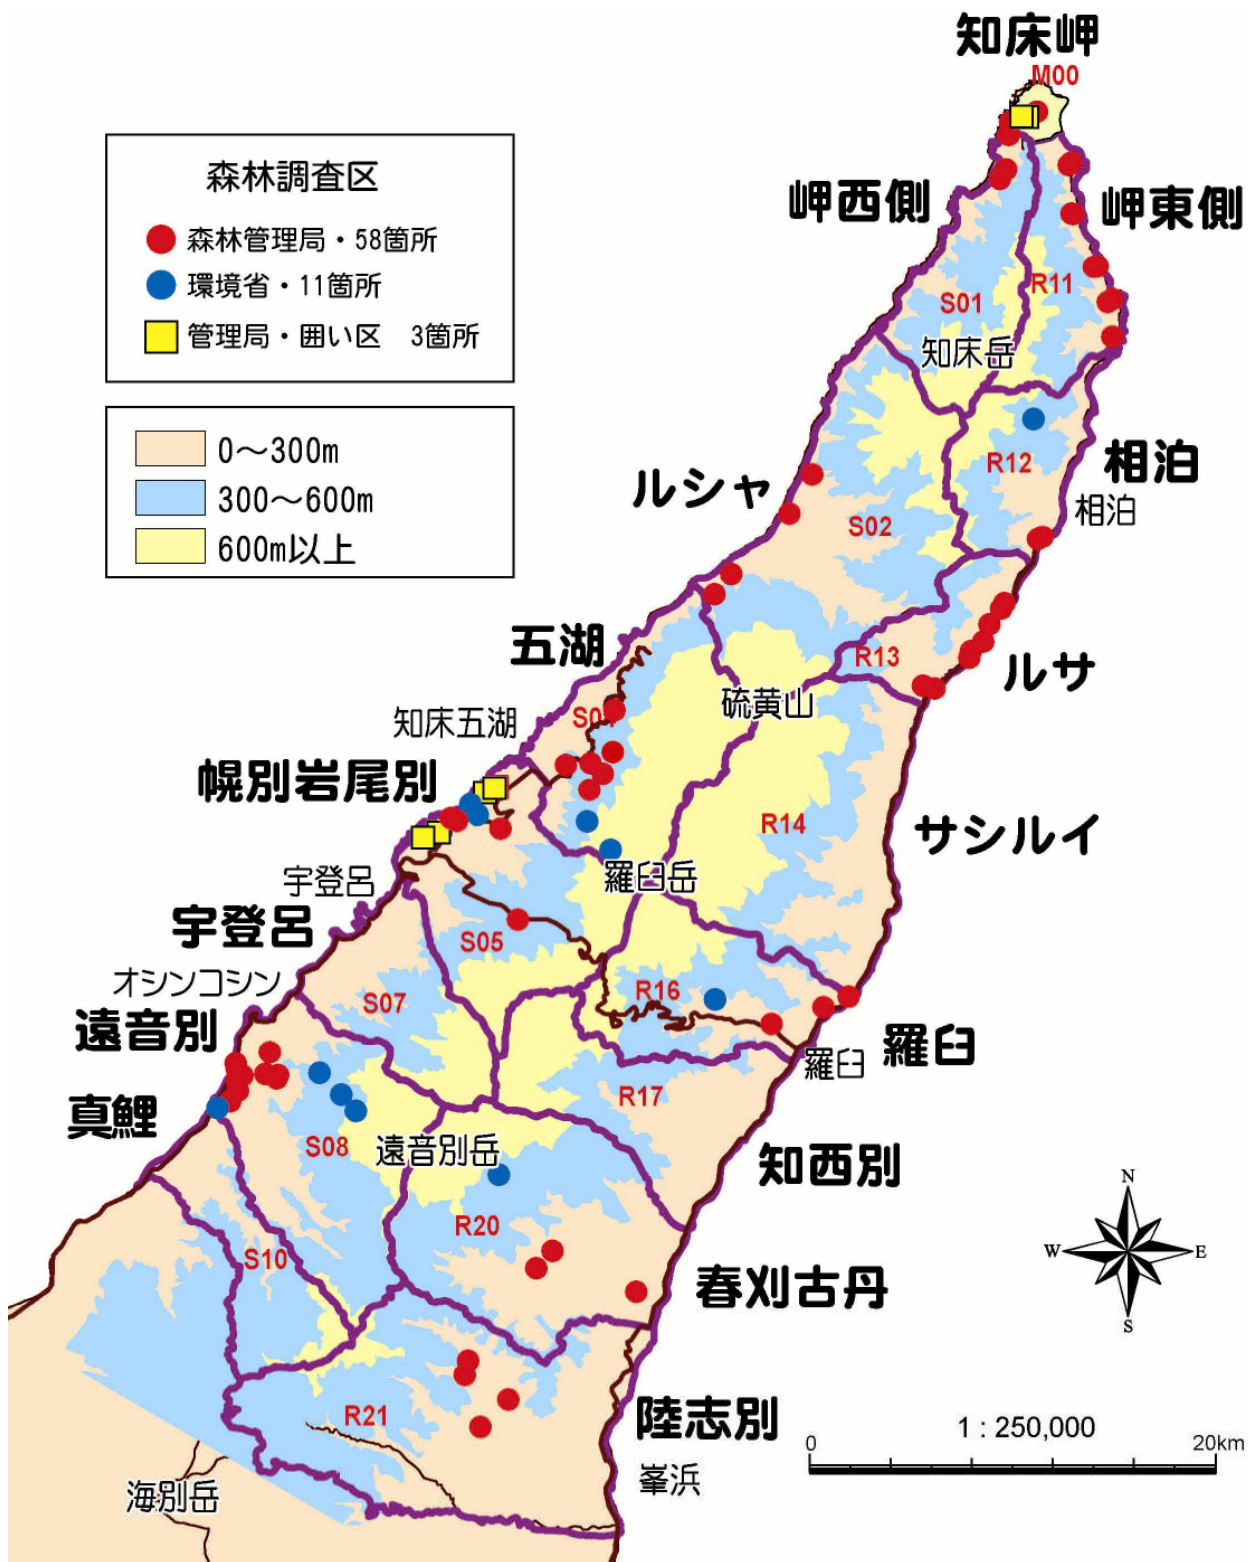 知床岬
M00
森林調査区
森林管理局・58箇所
環境省・11箇所
管理局・囲い区 3箇所
0〜300m
300〜600m
600m以上
岬西側
岬東側
S01
R11
知床岳
ルシャ
R12
相泊
相泊
S02
五湖
R13
ルサ
硫黄山
知床五湖
幌別岩尾別
R14
サシルイ
宇登呂
羅臼岳
宇登呂
S05
オシンコシン
S07
R16
遠音別
羅臼
羅臼
真鯉
R17
S08
遠音別岳
知西別
R20
S10
春刈古丹
N
W
E
S
R21
陸志別
海別岳
峯浜
1 : 250,000
0
20km